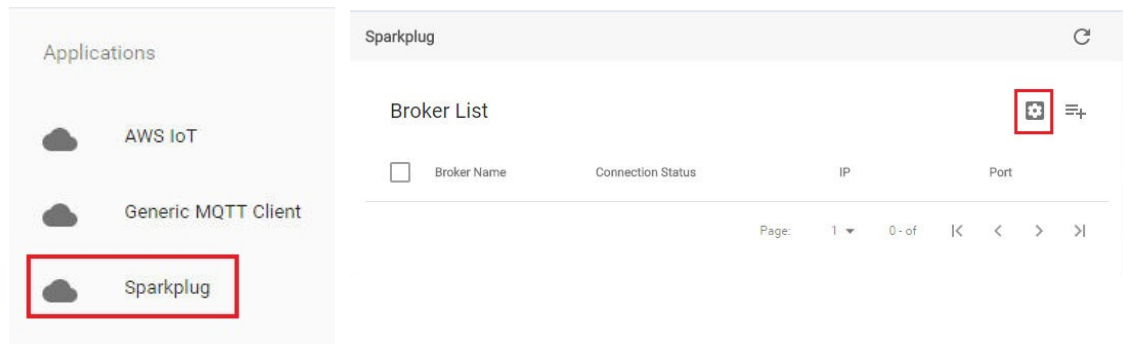 Applications
AWS IoT
Generic MQTT Client
Sparkplug
Sparkplug
Broker List
Broker Name Connection Status IP Port
Page: 1 0 - of